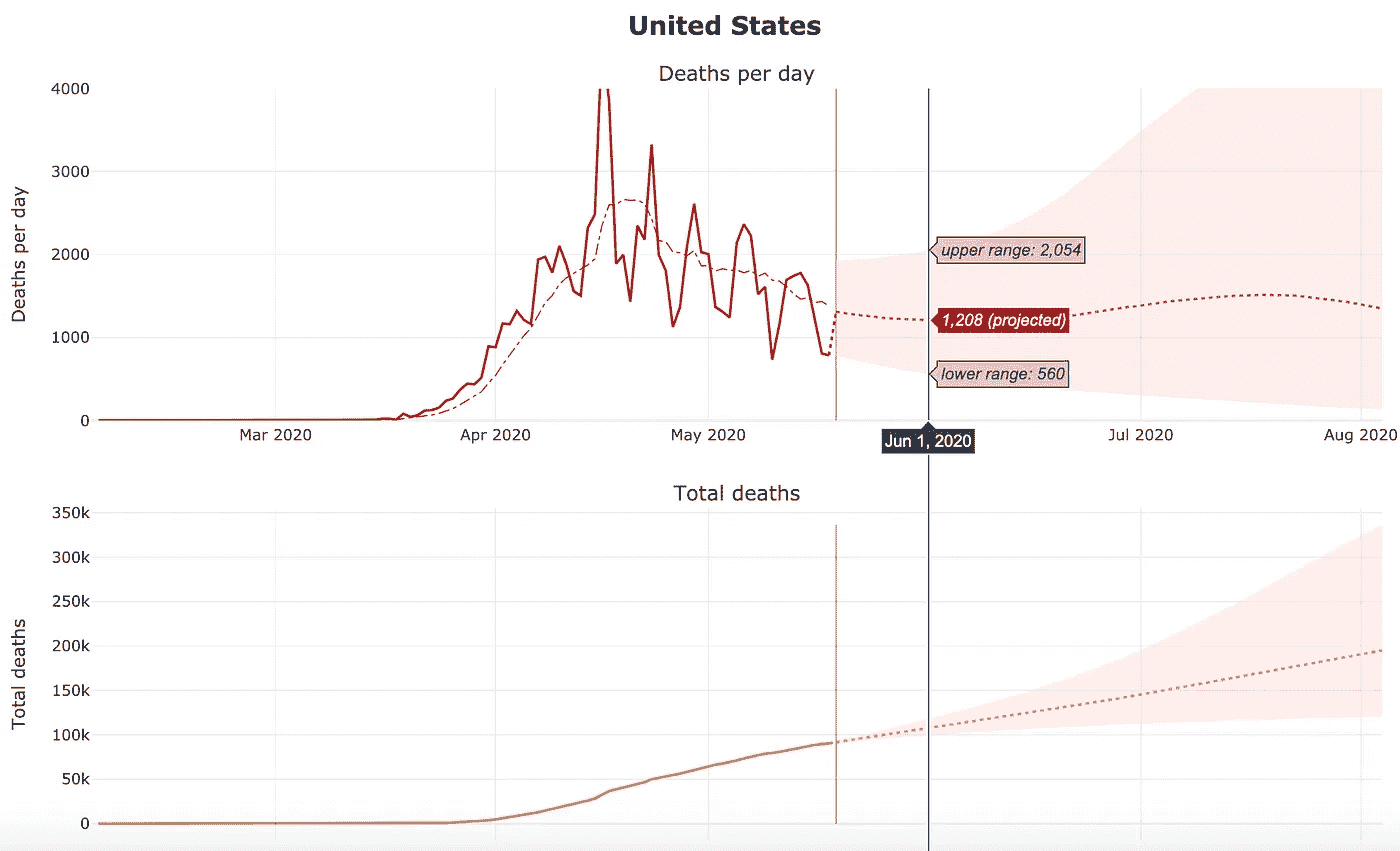 United States
Deaths per day
4000
3000
2000
1000
0
Deaths per day
upper range: 2,054
1,208 (projected)
lower range: 560
Mar 2020
Apr 2020
May 2020
Jun 1, 2020
Jul 2020
Aug 2020
Total deaths
350k
300k
250k
200k
150k
100k
50k
0
Total deaths